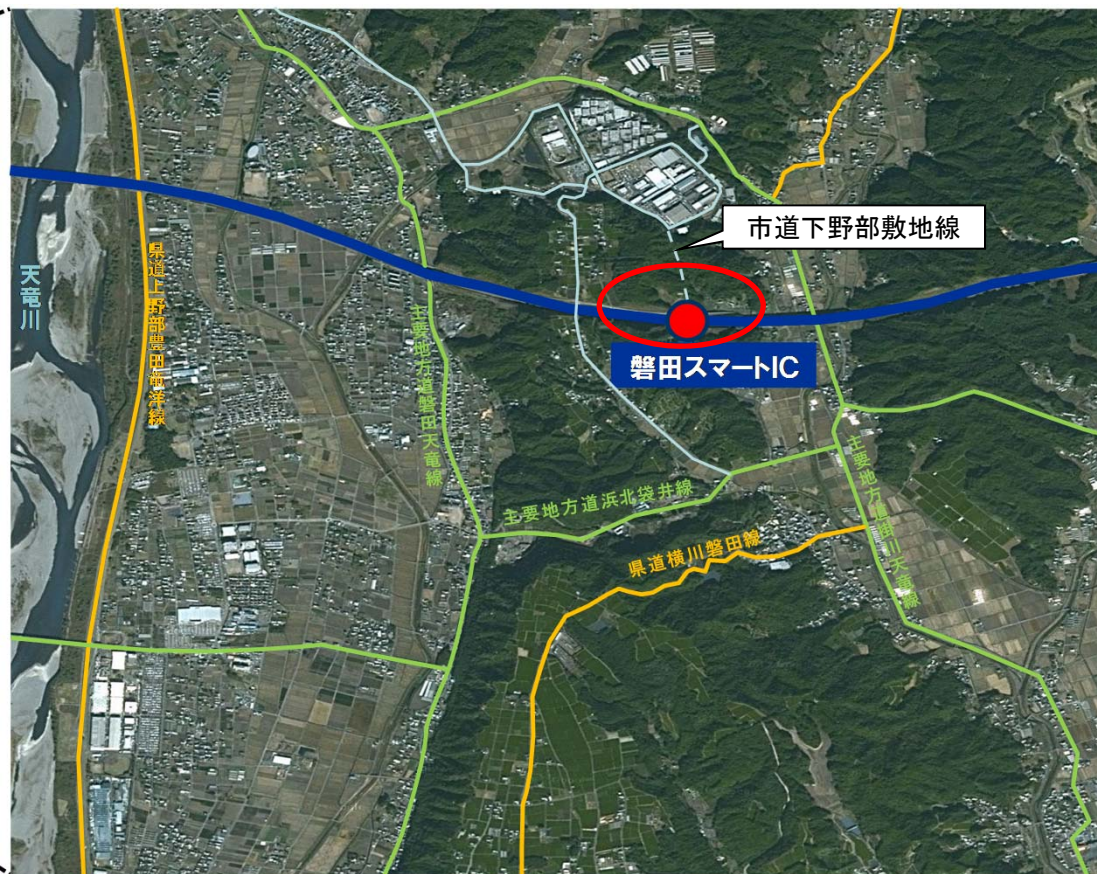 市道下野部敷地線
天竜川
県道上野部豊田竜洋線
磐田スマートIC
主要地方道磐田天竜線
主要地方道浜北袋井線
主要地方道掛川天竜線
県道横川磐田線